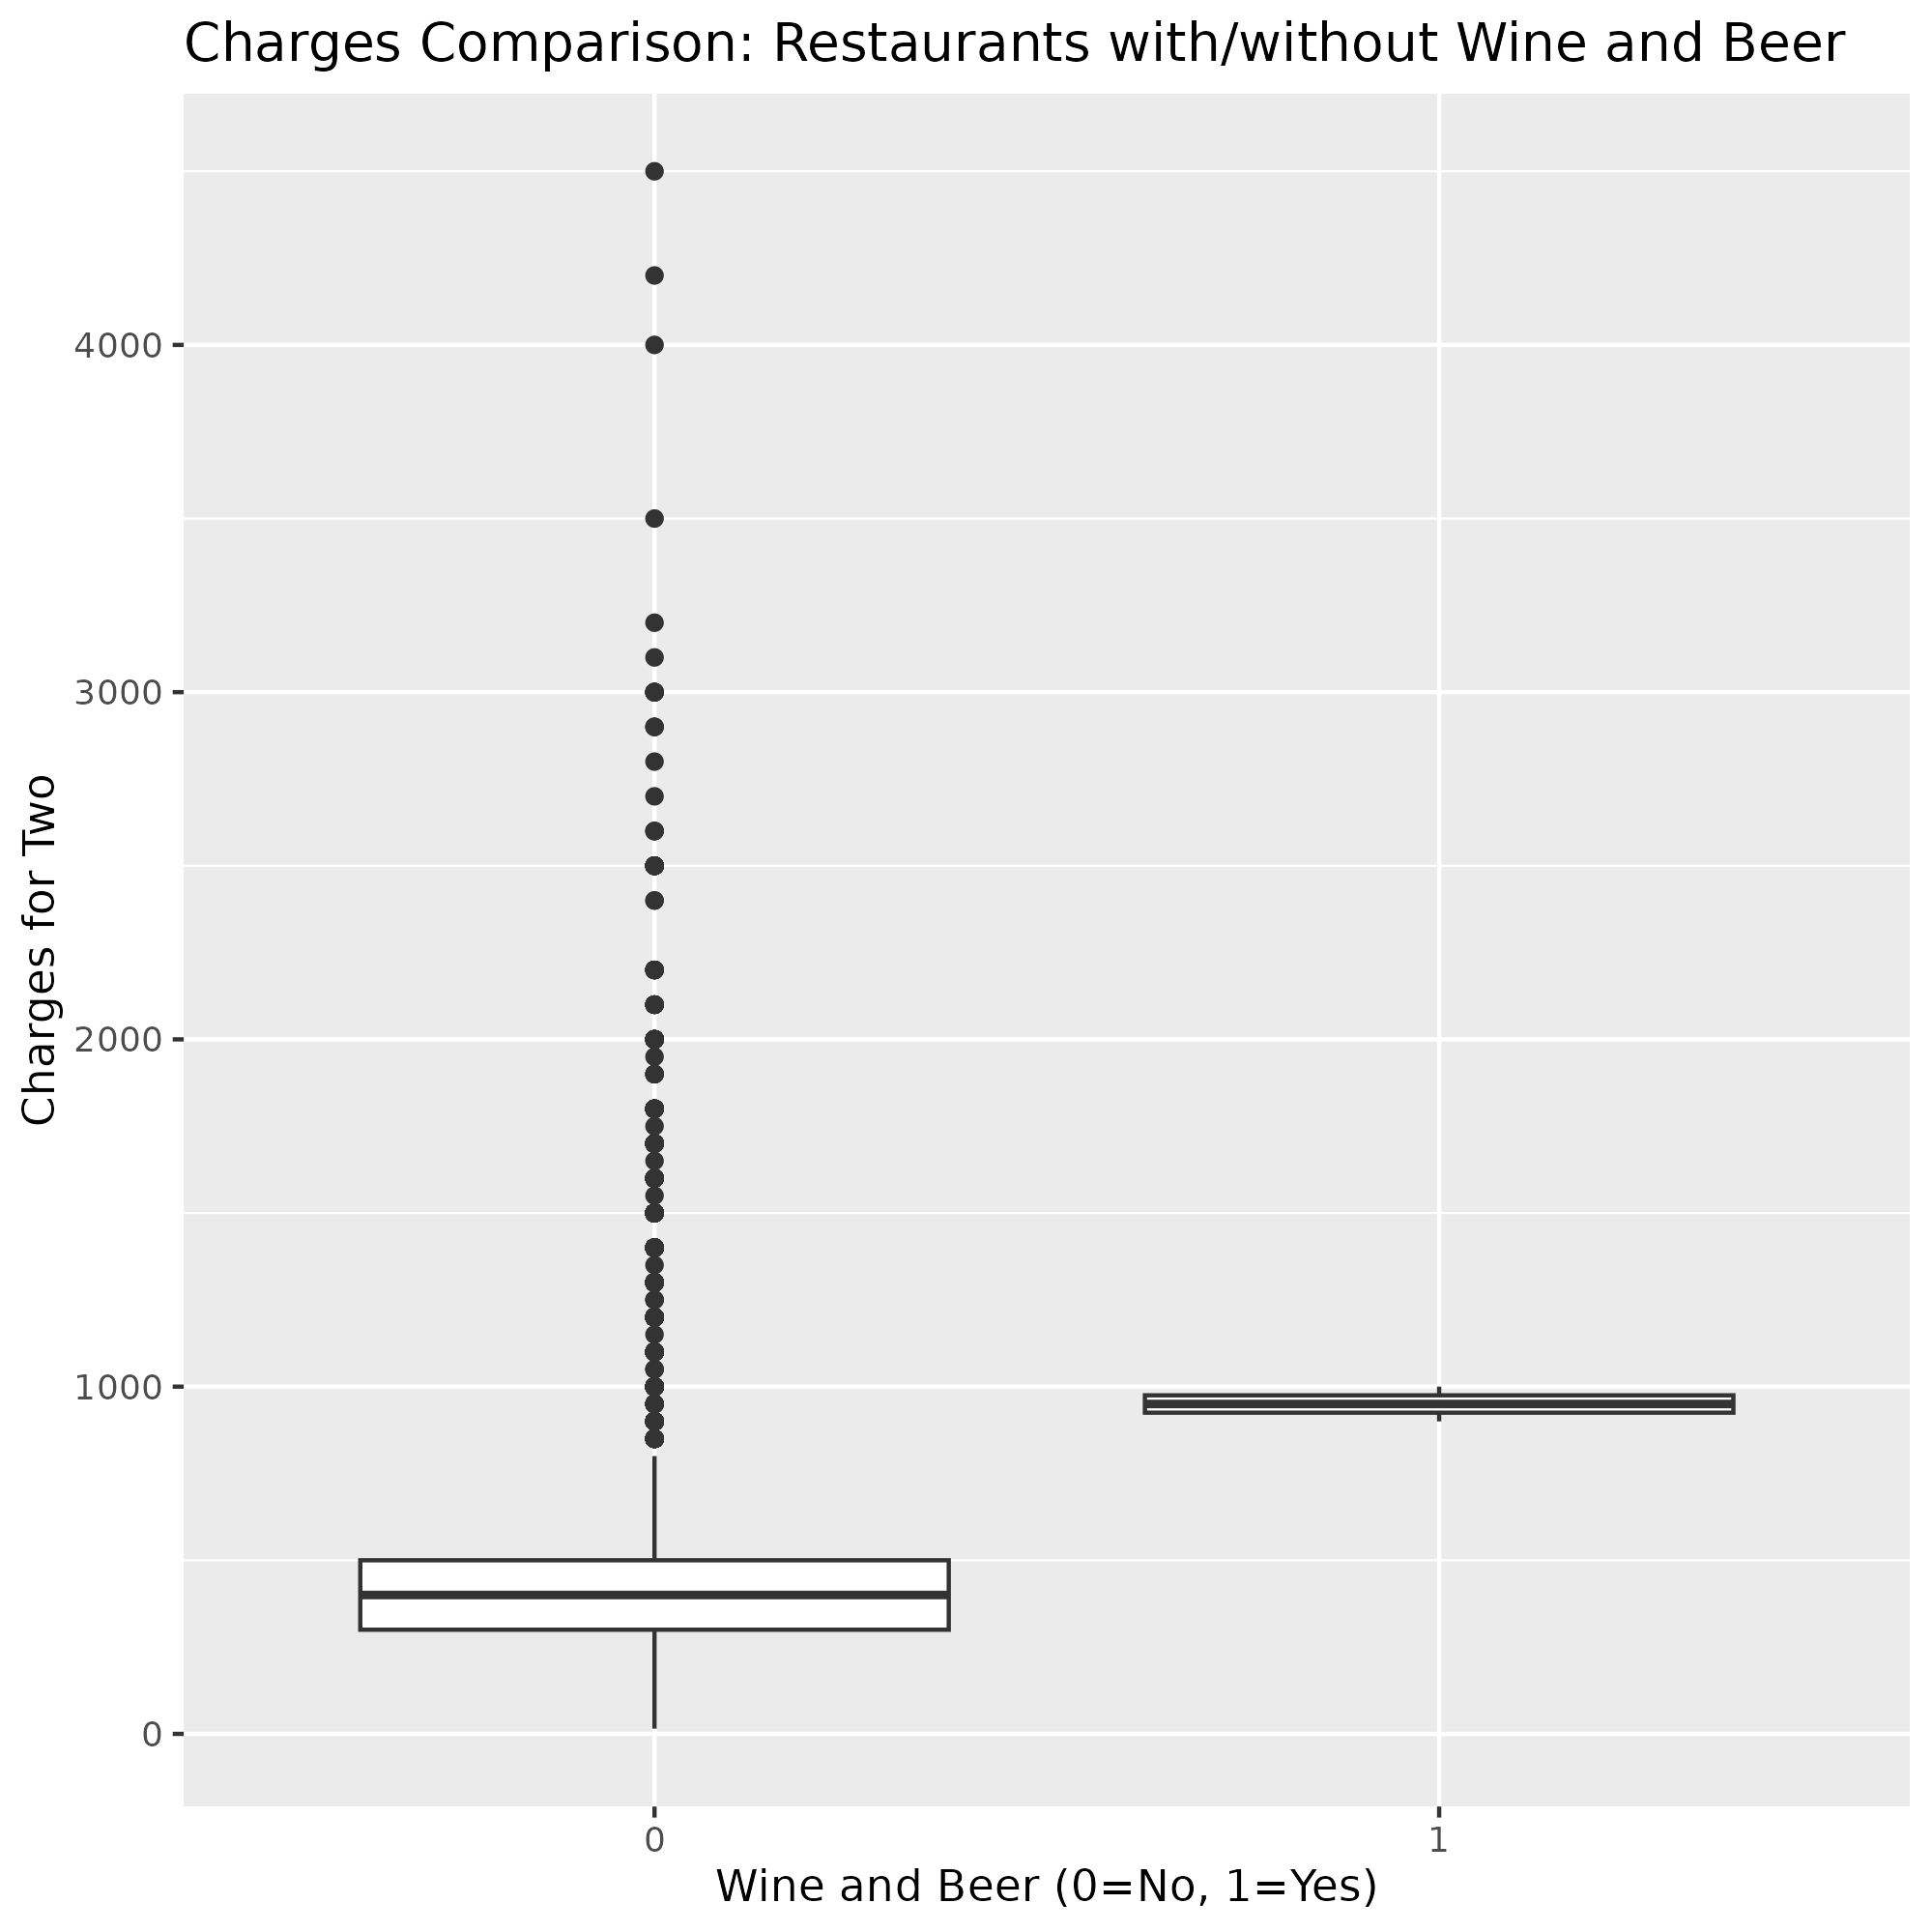 Charges Comparison: Restaurants with/without Wine and Beer
Charges for Two
4000
3000
2000
1000
0
0
1
Wine and Beer (0=No, 1=Yes)